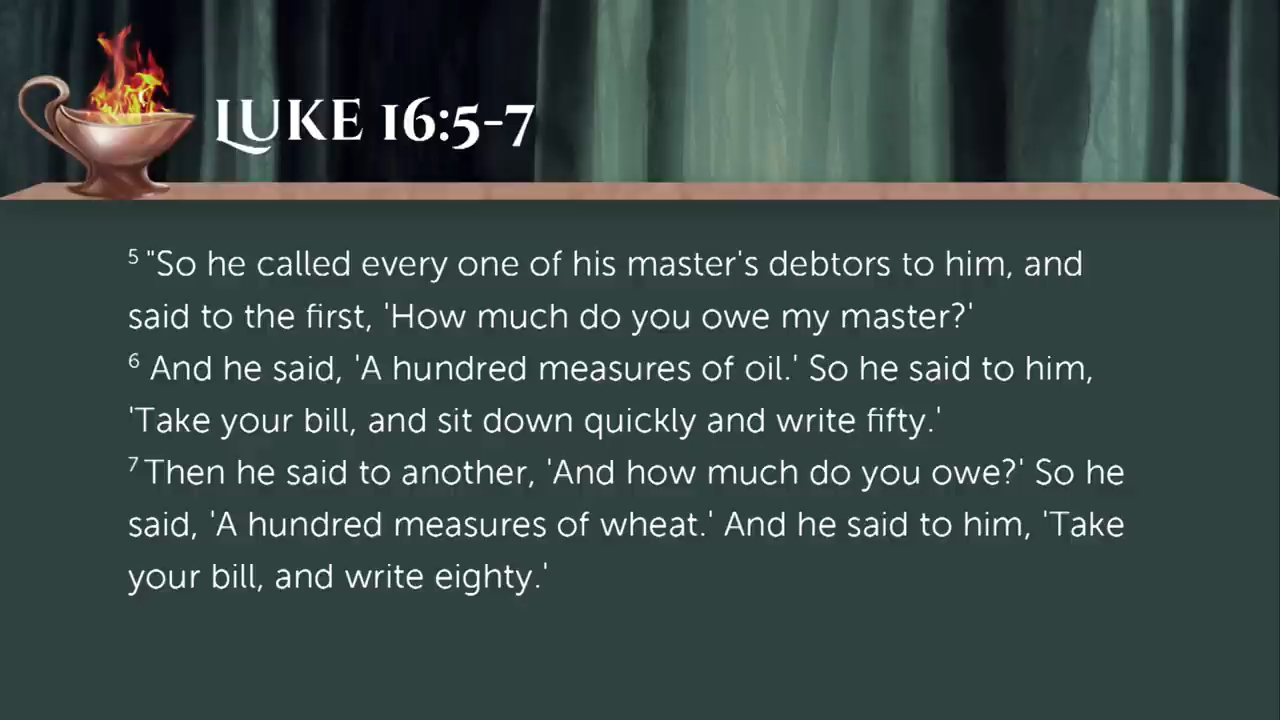 LUKE 16:5-7
5 "So he called every one of his master's debtors to him, and
said to the first, 'How much do you owe my master?'
6 And he said, 'A hundred measures of oil.' So he said to him,
'Take your bill, and sit down quickly and write fifty.'
7 Then he said to another, 'And how much do you owe?' So he
said, 'A hundred measures of wheat.' And he said to him, 'Take
your bill, and write eighty.'